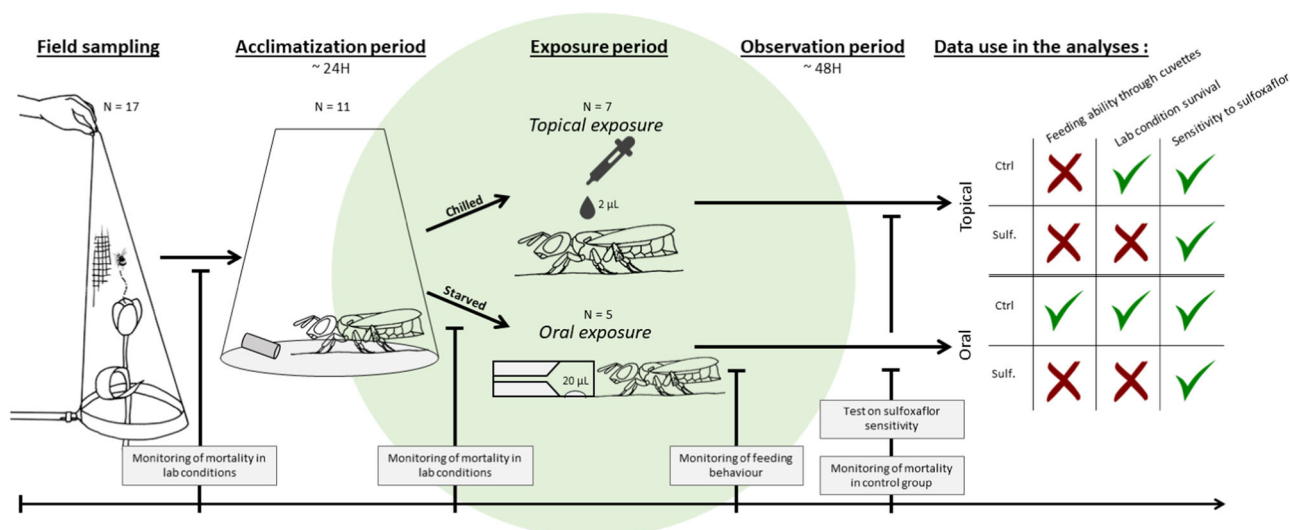 Field sampling
N = 17
Acclimatization period
~ 24H
N = 11
Exposure period
N = 7
Topical exposure
2 µL
Chilled
Starved
N = 5
Oral exposure
20 µL
Observation period
~ 48H
Data use in the analyses :
Feeding ability through cuvettes
Lab condition survival
Sensitivity to sulfoxaflor
Topical
Ctrl
Sulf.
Oral
Ctrl
Sulf.
Monitoring of mortality in
lab conditions
Monitoring of mortality in
lab conditions
Monitoring of feeding
behaviour
Test on sulfoxaflor
sensitivity
Monitoring of mortality
in control group